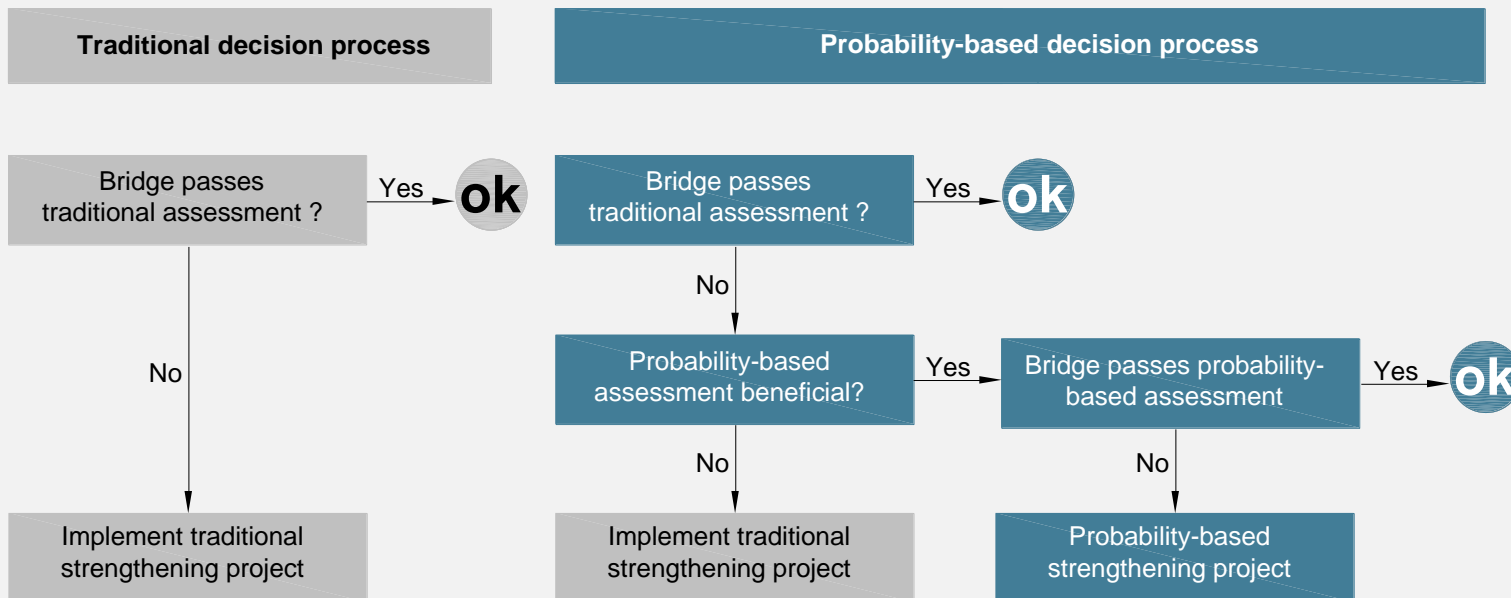 Traditional decision process
Probability-based decision process
Bridge passes
traditional assessment ?
Yes
ok
Bridge passes
traditional assessment ?
Yes
ok
No
No
Probability-based
assessment beneficial?
Yes
Bridge passes probability-
based assessment
Yes
ok
No
No
Implement traditional
strengthening project
Implement traditional
strengthening project
Probability-based
strengthening project